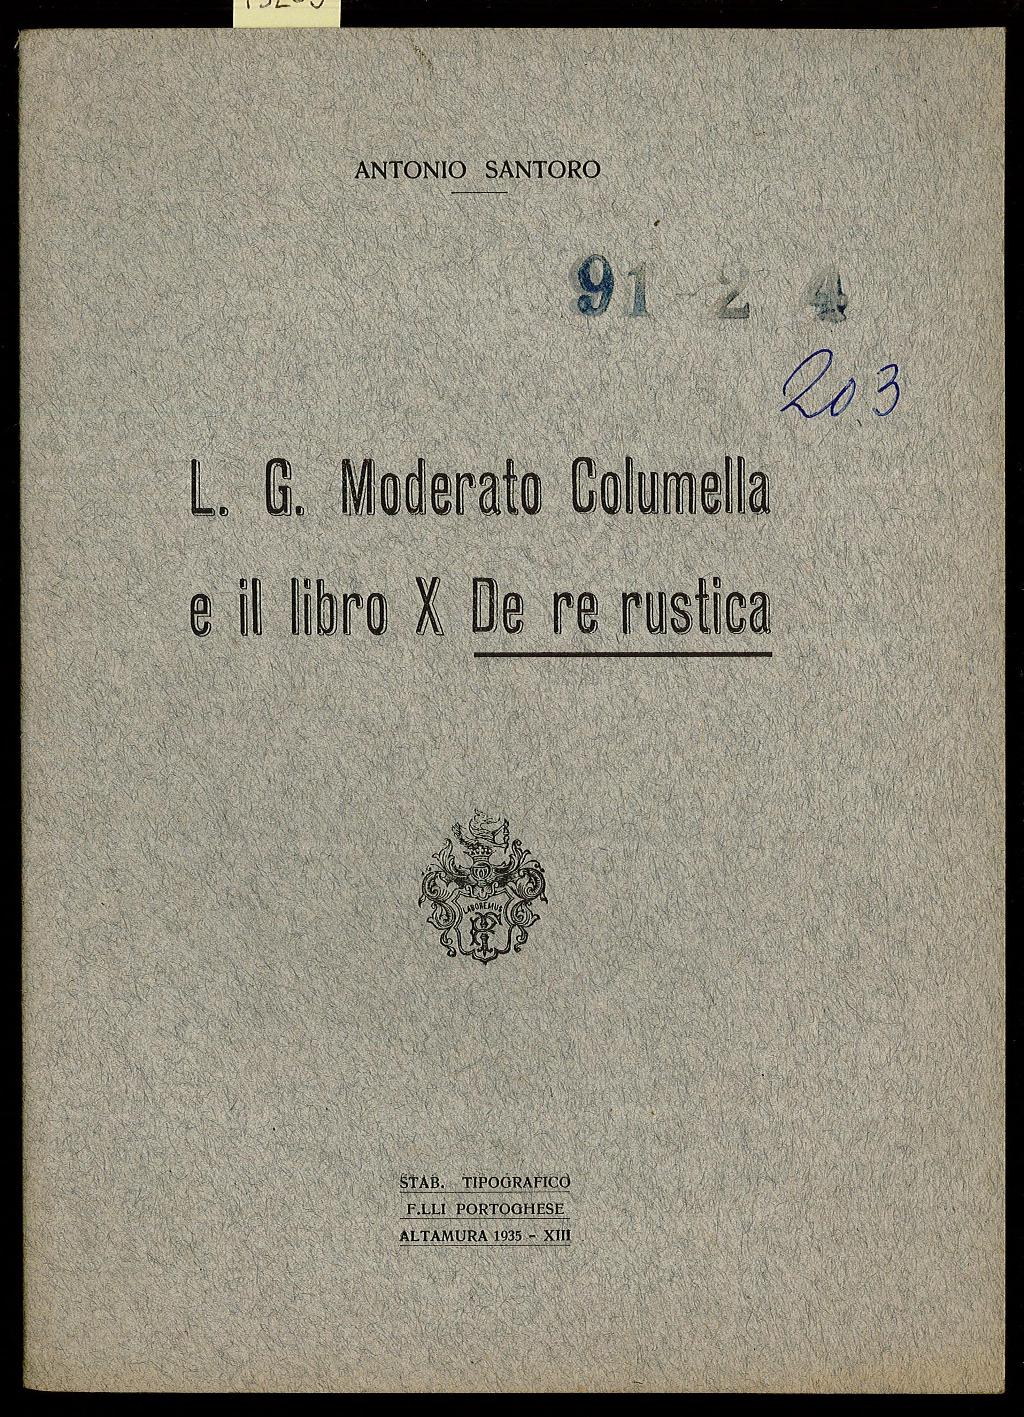 ANTONIO SANTORO
91 2 4
203
L. G. Moderato Columella
e il libro X De re rustica
LABOREMUS
STAB. TIPOGRAFICO
F.LLI PORTOGHESE
ALTAMURA 1935 - XIII